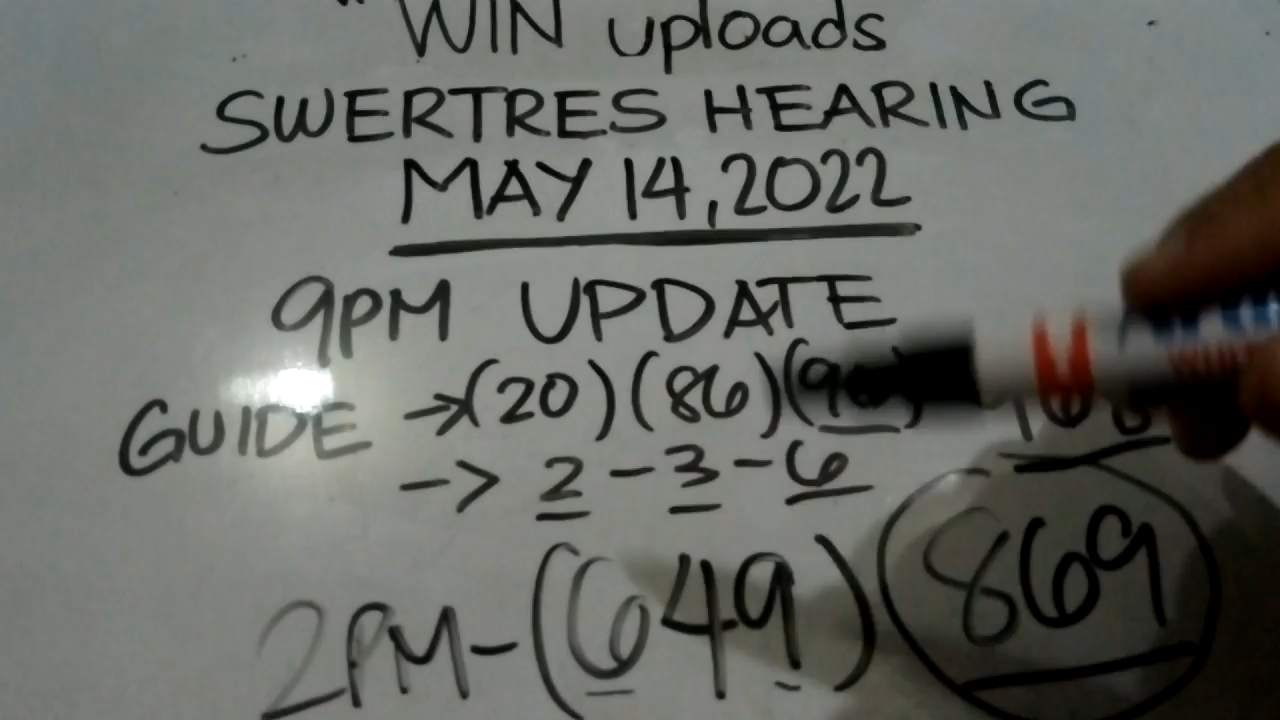 " WIN uploads
SWERTRES HEARING
MAY 14, 2022
9PM UPDATE
GUIDE → (20) (86)
-> 2 - 3 - 6
2PM - (649) 869